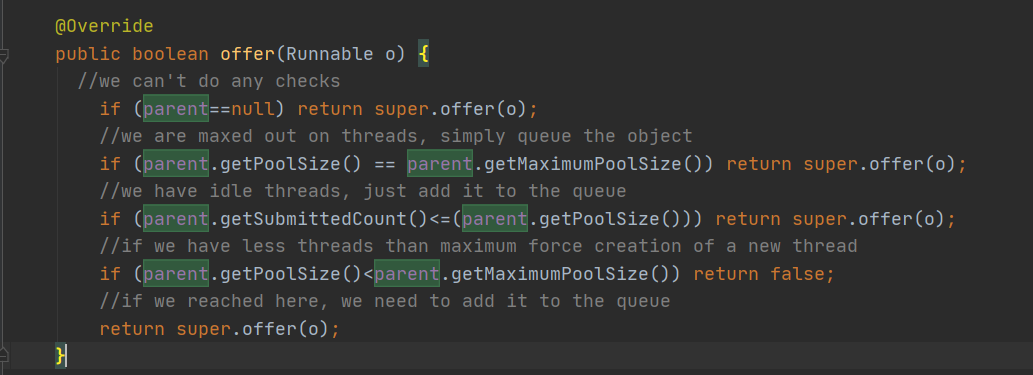 @Override
public boolean offer(Runnable o) {
//we can't do any checks
if (parent==null) return super.offer(o);
//we are maxed out on threads, simply queue the object
if (parent.getPoolSize() == parent.getMaximumPoolSize()) return super.offer(o);
//we have idle threads, just add it to the queue
if (parent.getSubmittedCount()<=(parent.getPoolSize())) return super.offer(o);
//if we have less threads than maximum force creation of a new thread
if (parent.getPoolSize()<parent.getMaximumPoolSize()) return false;
//if we reached here, we need to add it to the queue
return super.offer(o);
}